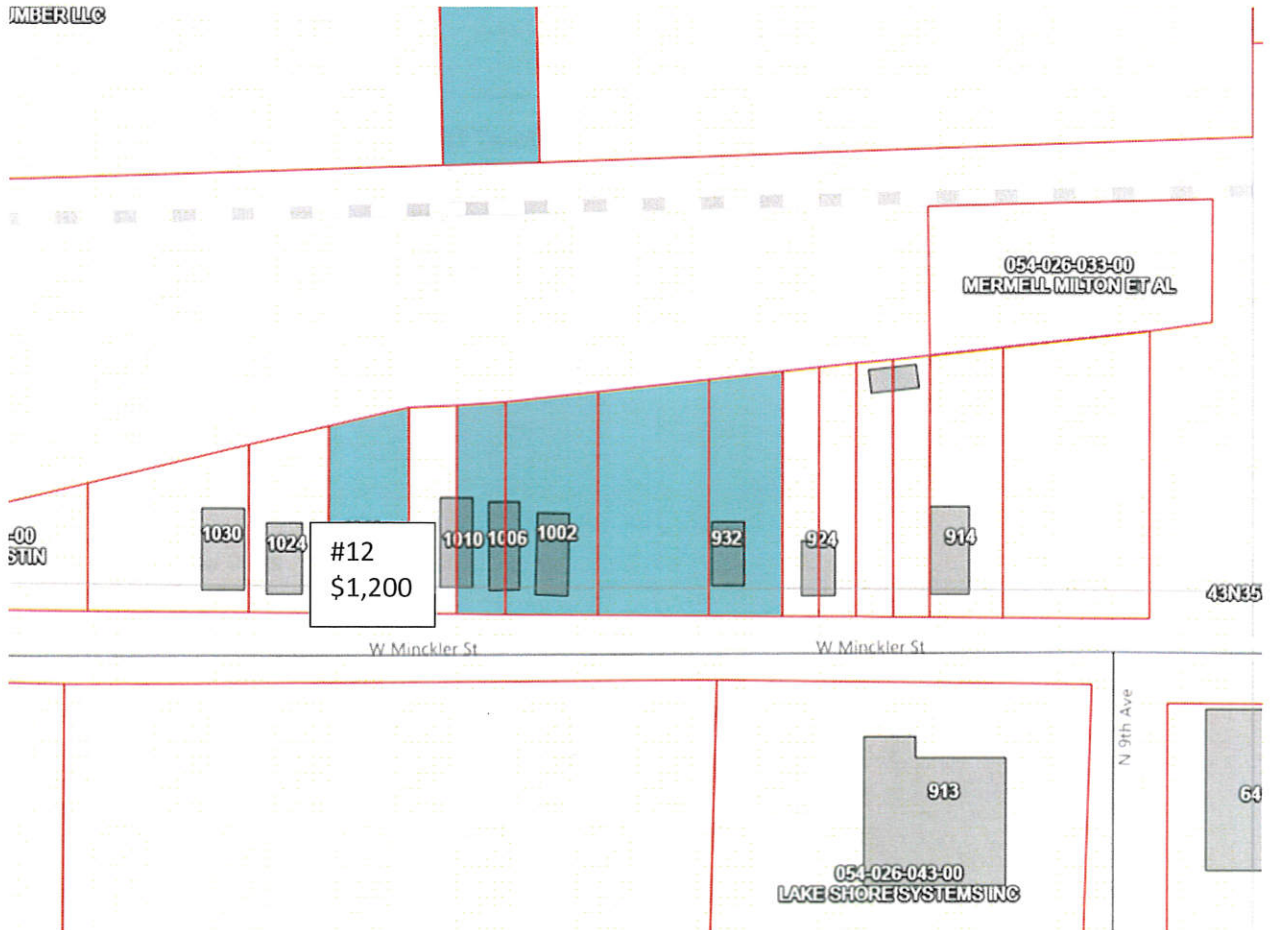 UMBER LLC
054-026-033-00
MERMELL MILTON ET AL
-00
STIN
1030
1024
#12
$1,200
1010
1006
1002
932
924
914
43N35
W Minckler St
W Minckler St
N 9th Ave
913
64
054-026-043-00
LAKE SHORE SYSTEMS INC